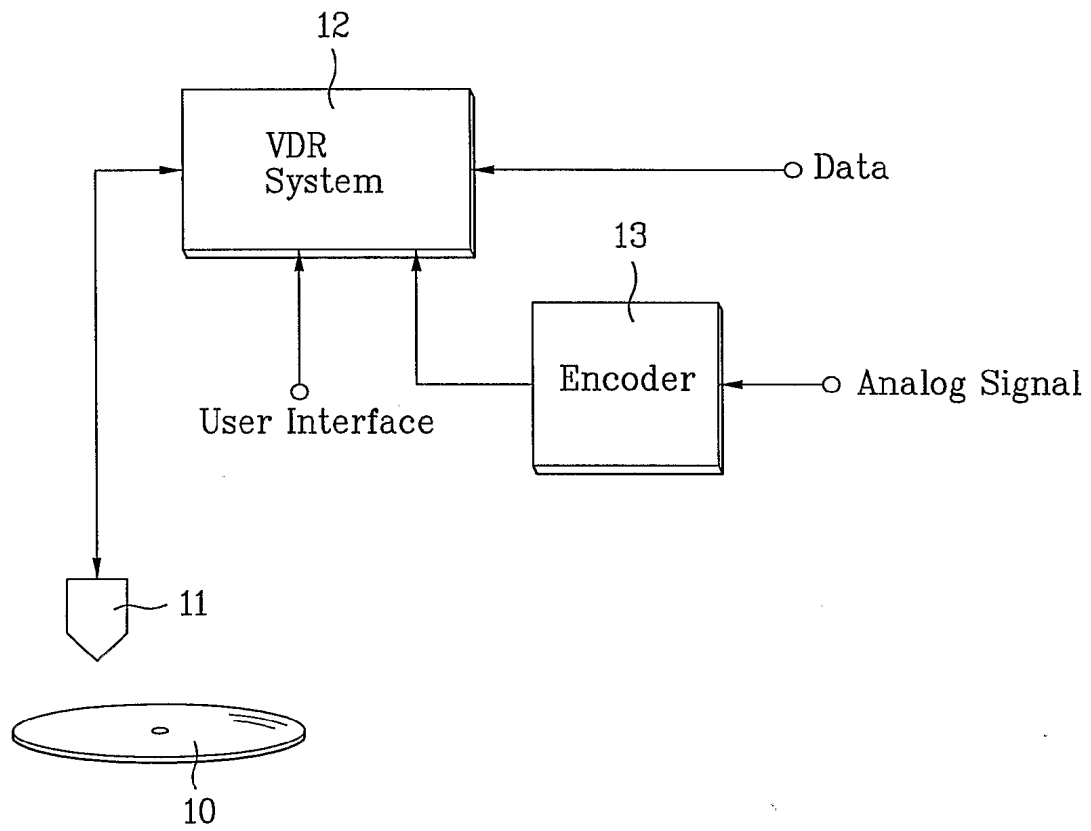 12
VDR
System
Data
13
Encoder
Analog Signal
User Interface
11
10